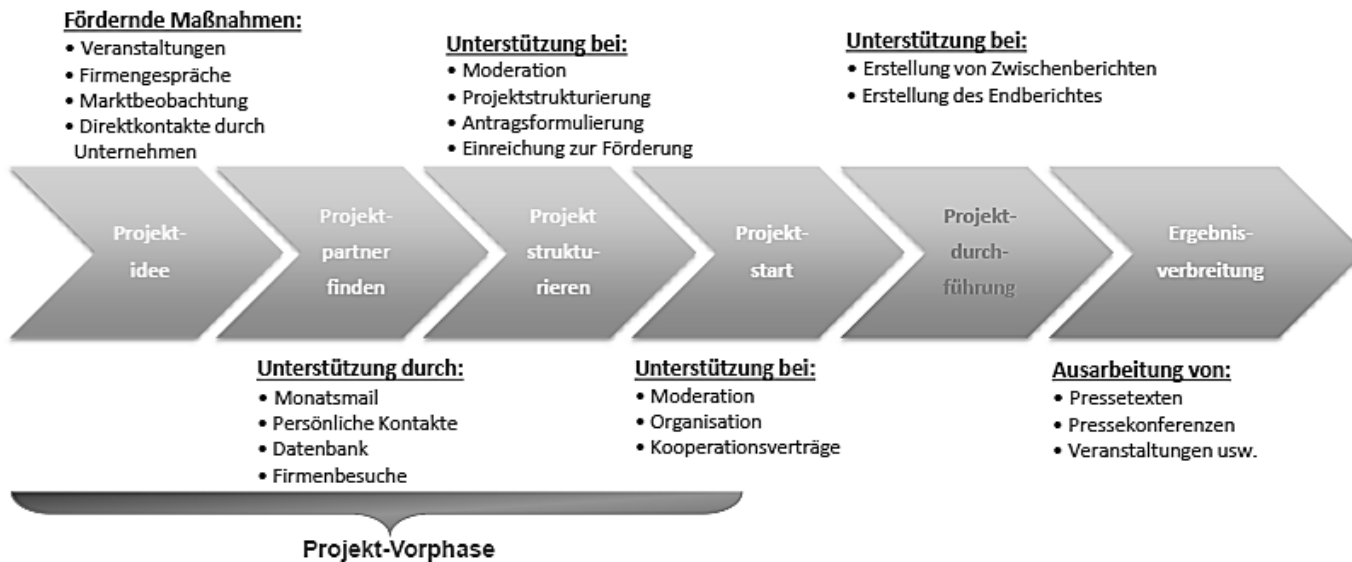 Fördernde Maßnahmen:
• Veranstaltungen
• Firmengespräche
• Marktbeobachtung
• Direktkontakte durch
Unternehmen
Unterstützung bei:
• Moderation
• Projektstrukturierung
• Antragsformulierung
• Einreichung zur Förderung
Unterstützung bei:
• Erstellung von Zwischenberichten
• Erstellung des Endberichtes
Projekt-
idee
Projekt-
partner
finden
Projekt
struktu-
rieren
Projekt-
start
Projekt-
durch-
führung
Ergebnis-
verbreitung
Unterstützung durch:
• Monatsmail
• Persönliche Kontakte
• Datenbank
• Firmenbesuche
Unterstützung bei:
• Moderation
• Organisation
• Kooperationsverträge
Ausarbeitung von:
• Pressetexten
• Pressekonferenzen
• Veranstaltungen usw.
Projekt-Vorphase